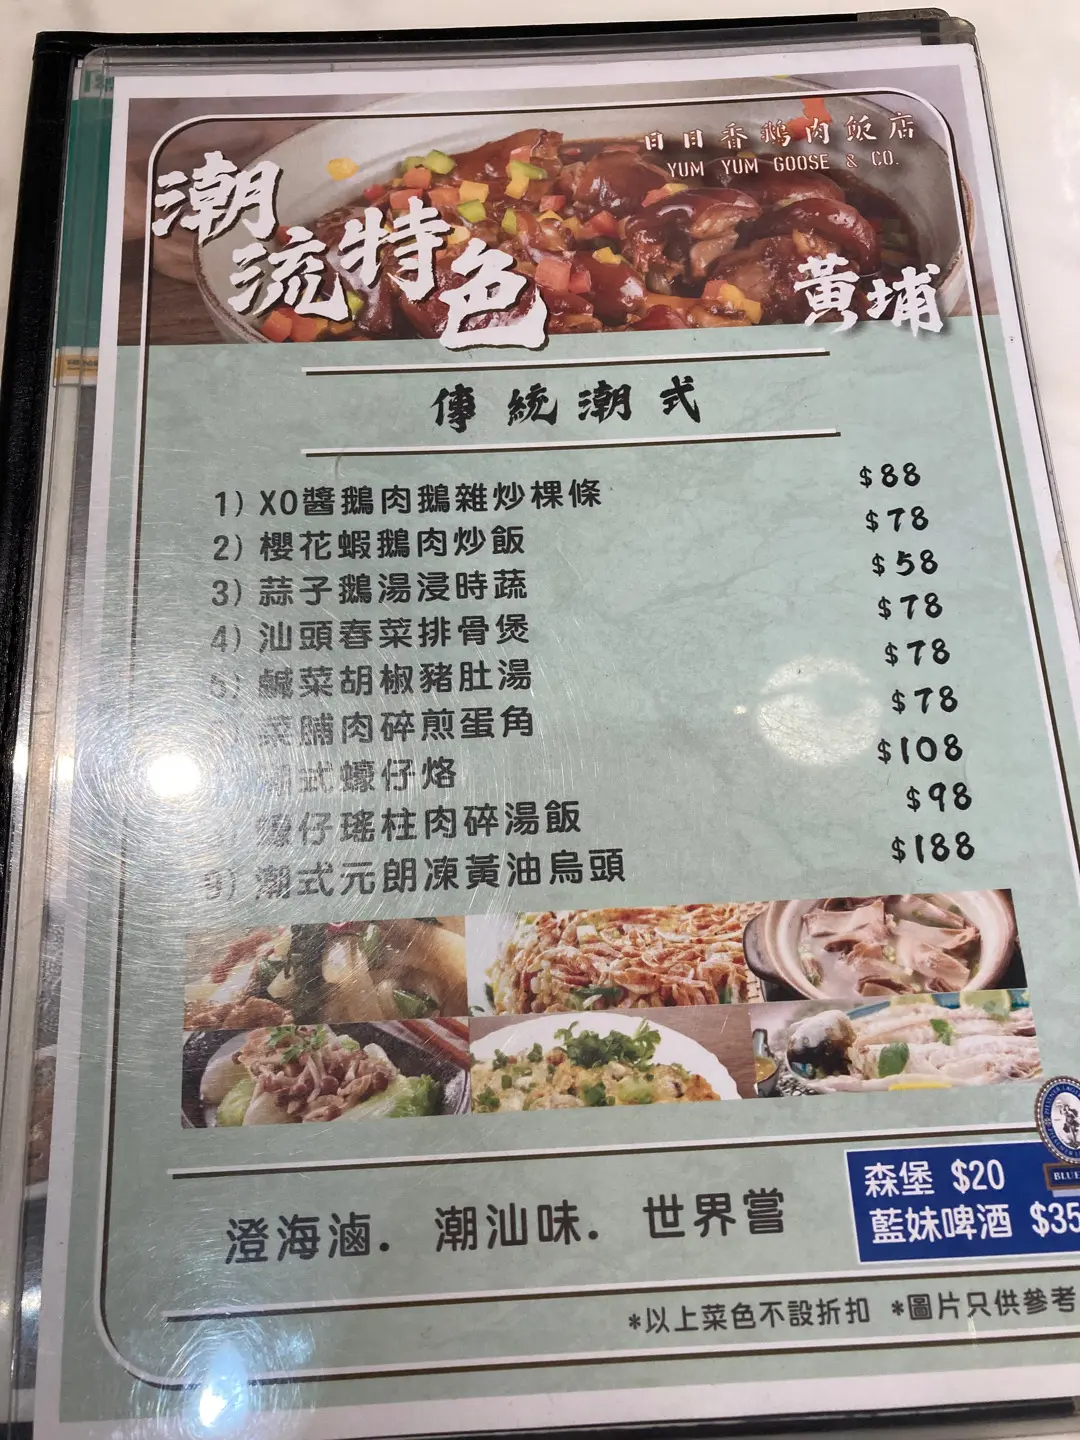 日日香鵝肉飯店
YUM YUM GOOSE & CO.
潮流特色
黃埔
傳統潮式
1) XO醬鵝肉鵝雜炒粿條 $88
2) 櫻花蝦鵝肉炒飯 $78
3) 蒜子鵝湯浸時蔬 $58
4) 汕頭春菜排骨煲 $78
5) 鹹菜胡椒豬肚湯 $78
菜脯肉碎煎蛋角 $78
潮式蠔仔烙 $108
蠔仔瑤柱肉碎湯飯 $98
9) 潮式元朗凍黃油烏頭 $188
森堡 $20
藍妹啤酒 $35
BLUE
澄海滷. 潮汕味. 世界嘗
*以上菜色不設折扣 *圖片只供參考